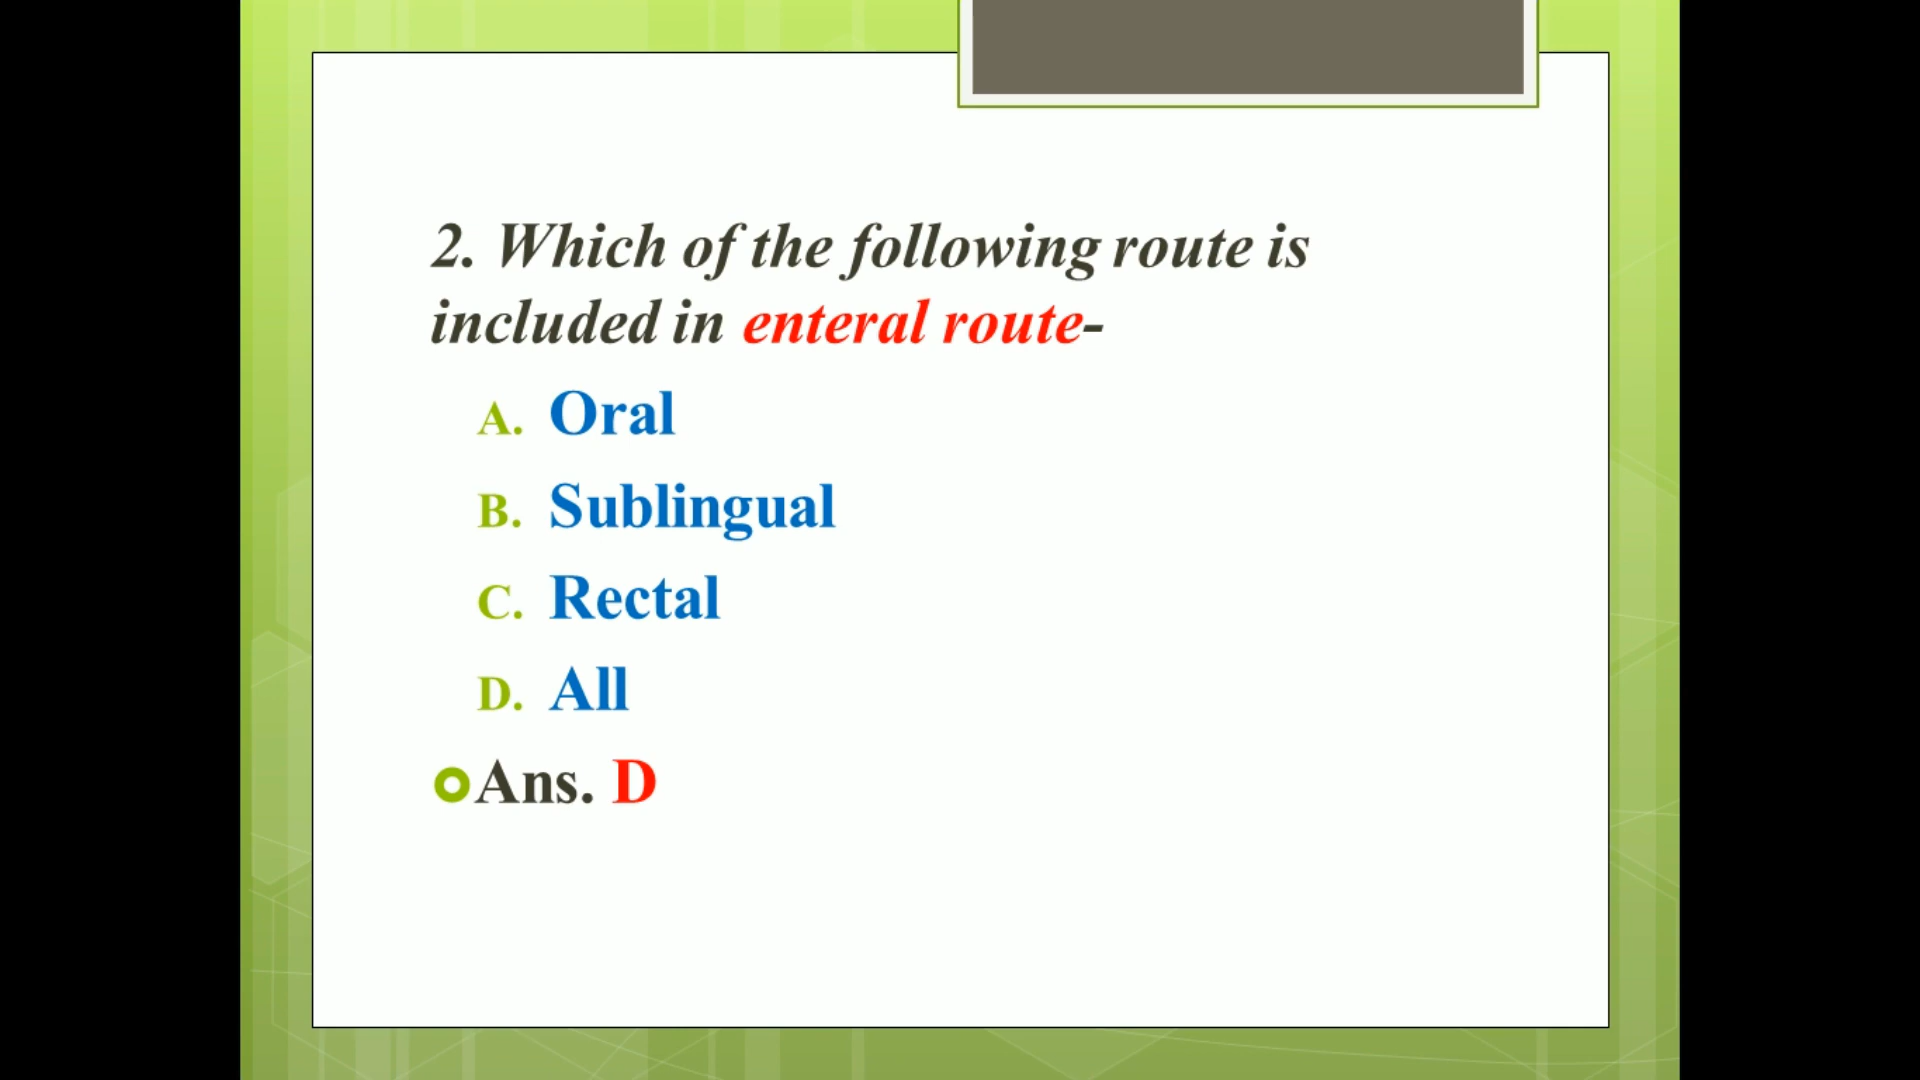 2. Which of the following route is
included in enteral route-
A. Oral
B. Sublingual
C. Rectal
D. All
Ans. D